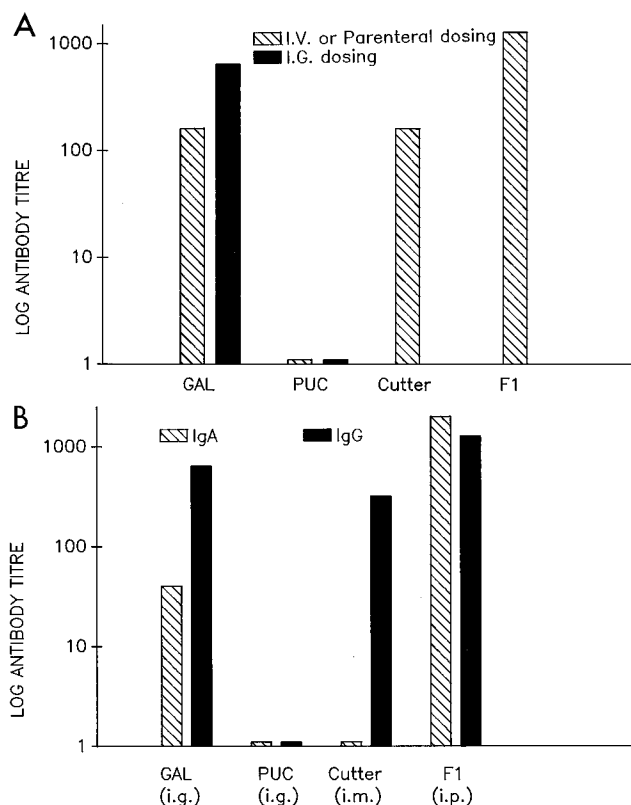 A
I.V. or Parenteral dosing
I.G. dosing
1000
100
10
1
LOG ANTIBODY TITRE
GAL PUC Cutter F1
B
IgA IgG
1000
100
10
1
LOG ANTIBODY TITRE
GAL PUC Cutter F1
(i.g.) (i.g.) (i.m.) (i.p.)